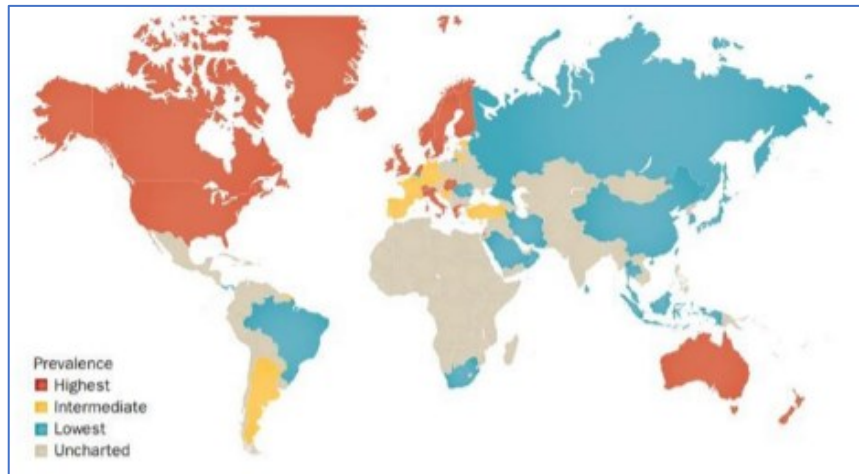 Prevalence
Highest
Intermediate
Lowest
Uncharted